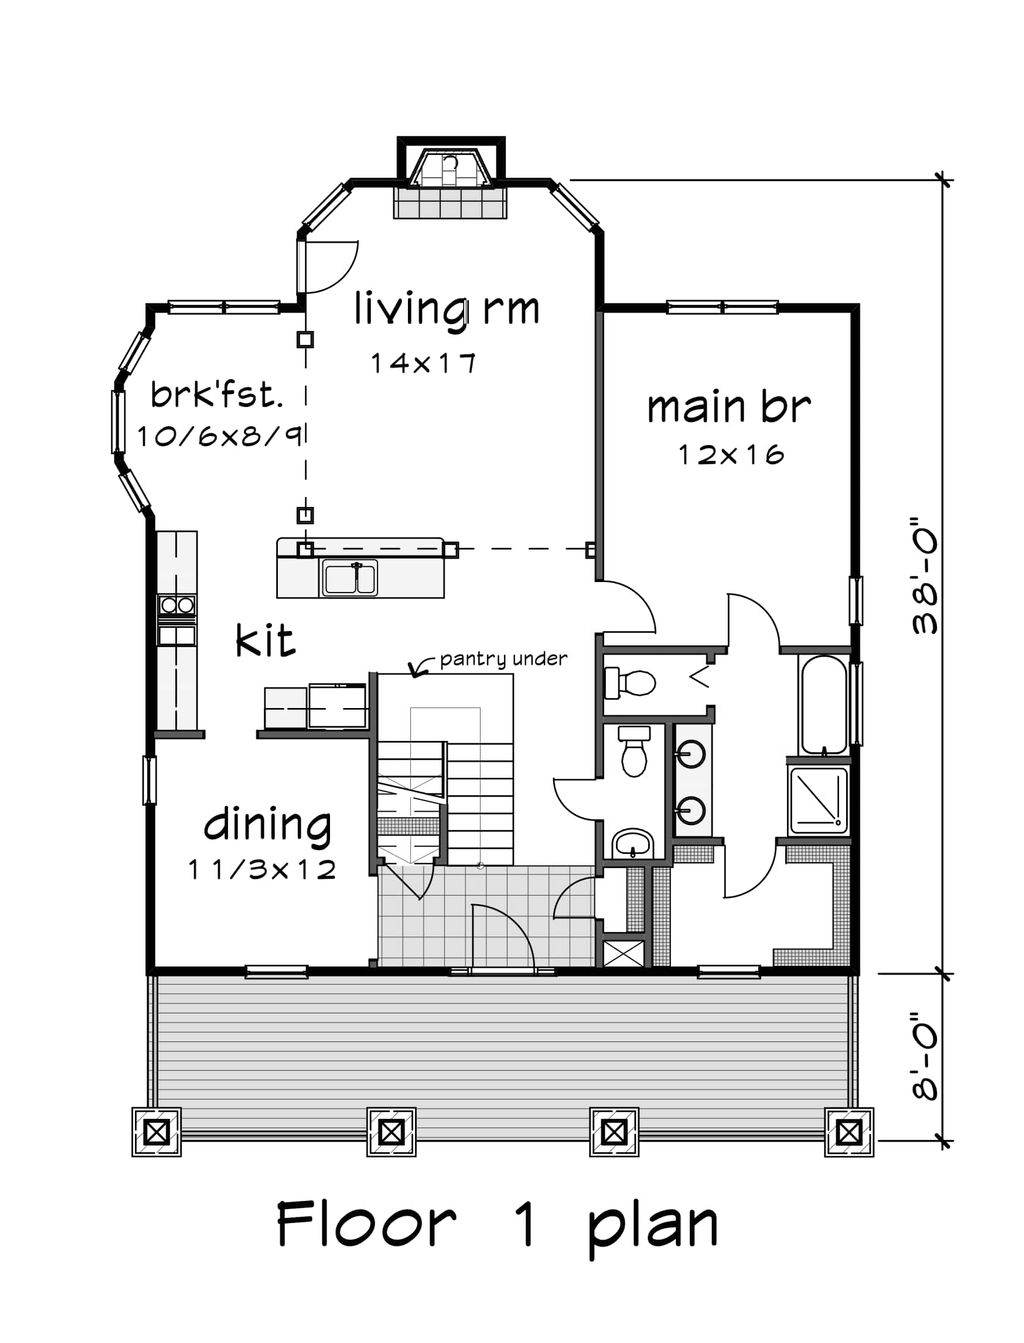 living rm
14x17
brk'fst.
10/6x8/9
main br
12x16
38'-0"
kit
pantry under
dining
11/3x12
8'-0"
Floor 1 plan